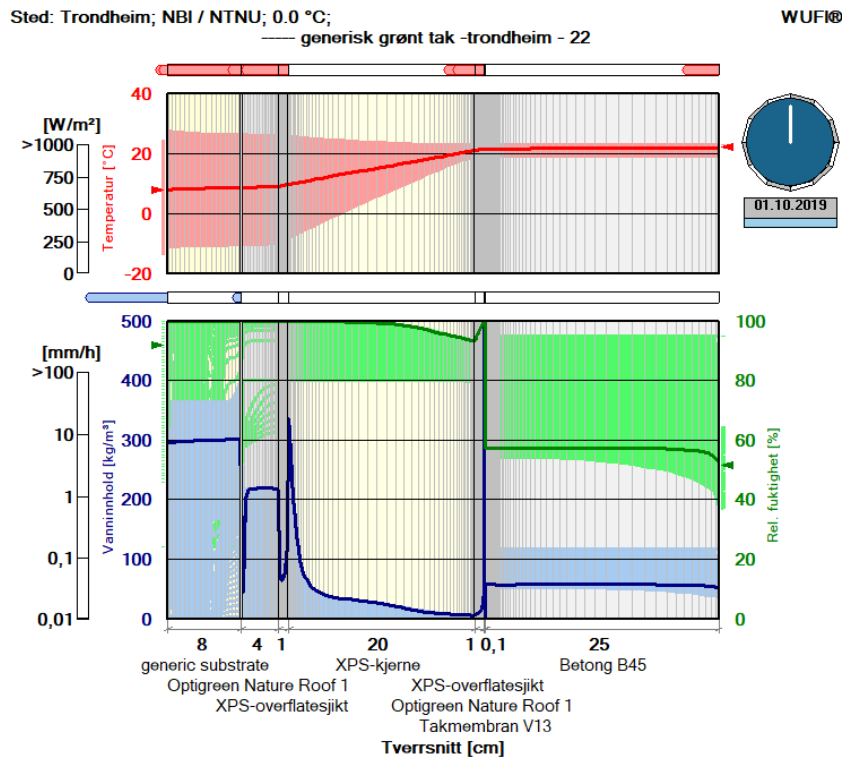 Sted: Trondheim; NBI / NTNU; 0.0 °C;
WUFI®
----- generisk grønt tak -trondheim - 22
[W/m²]
>1000
750
500
250
0
Temperatur [°C]
40
20
0
-20
01.10.2019
[mm/h]
>100
10
1
0,1
0,01
Vanninnhold [kg/m³]
500
400
300
200
100
0
100
80
60
40
20
0
Rel. fuktighet [%]
8 4 1 20 1 0,1 25
generic substrate XPS-kjerne Betong B45
Optigreen Nature Roof 1 XPS-overflatesjikt
XPS-overflatesjikt Optigreen Nature Roof 1
Takmembran V13
Tverrsnitt [cm]